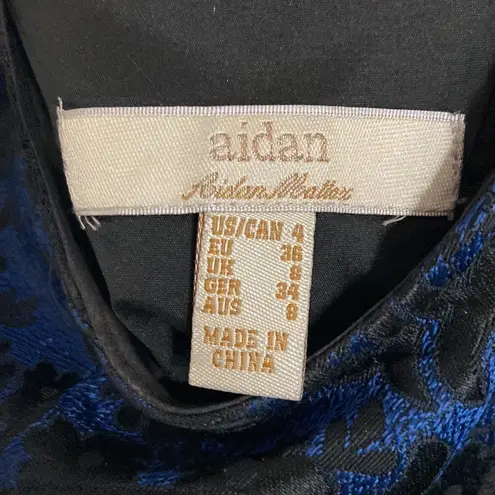 aidan
Aidan Mattox
US/CAN 4
EU 36
UK 8
GER 34
AUS 8
MADE IN
CHINA